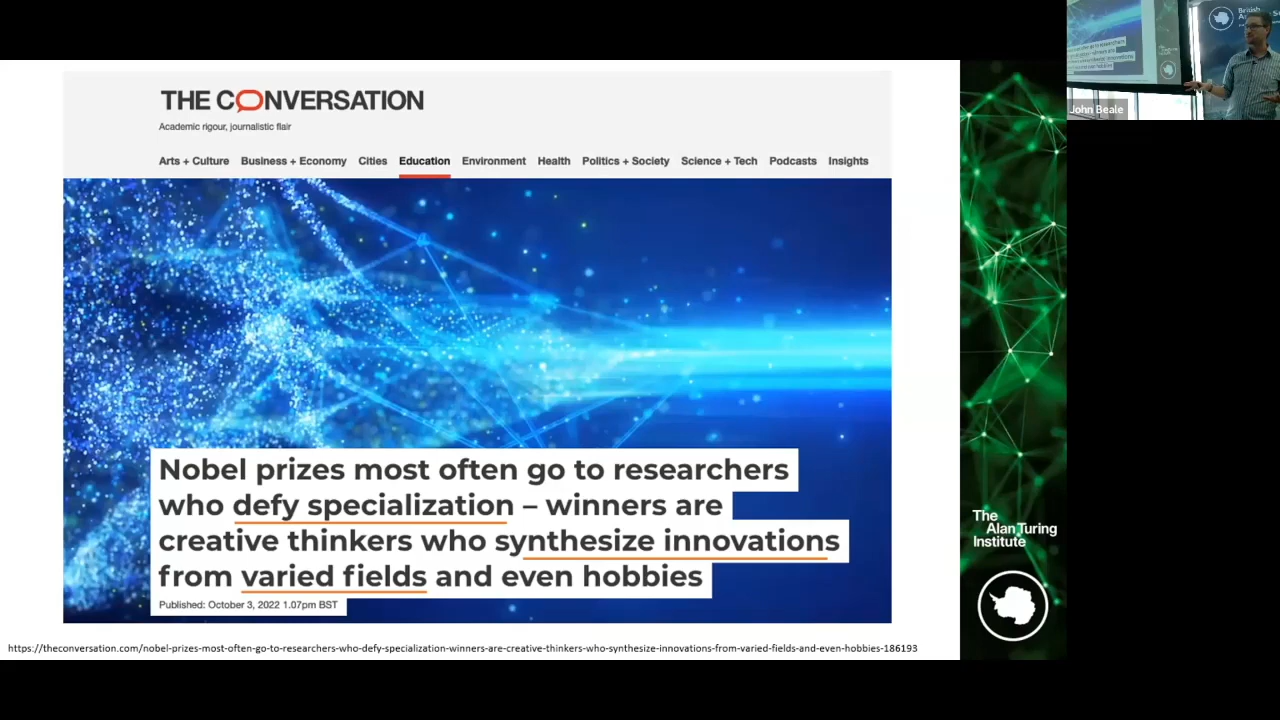 THE CONVERSATION
Academic rigour, journalistic flair
Arts + Culture Business + Economy Cities Education Environment Health Politics + Society Science + Tech Podcasts Insights
Nobel prizes most often go to researchers
who defy specialization – winners are
creative thinkers who synthesize innovations
from varied fields and even hobbies
Published: October 3, 2022 1.07pm BST
https://theconversation.com/nobel-prizes-most-often-go-to-researchers-who-defy-specialization-winners-are-creative-thinkers-who-synthesize-innovations-from-varied-fields-and-even-hobbies-186193
The
Alan Turing
Institute
British
John Beale